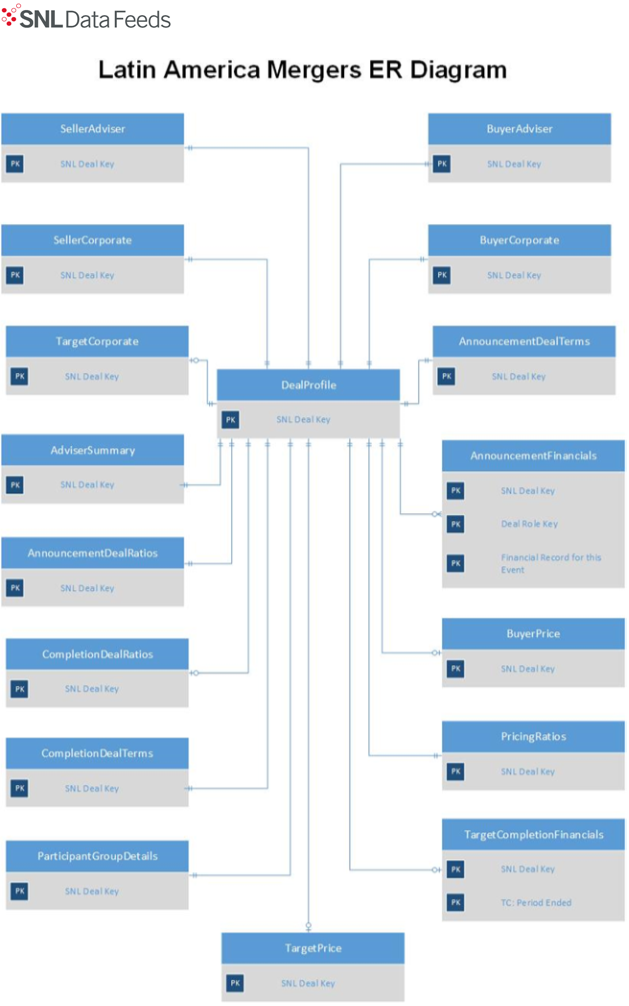 SNL Data Feeds
Latin America Mergers ER Diagram
SellerAdviser
PK SNL Deal Key
BuyerAdviser
PK SNL Deal Key
SellerCorporate
PK SNL Deal Key
BuyerCorporate
PK SNL Deal Key
TargetCorporate
PK SNL Deal Key
AnnouncementDealTerms
PK SNL Deal Key
DealProfile
PK SNL Deal Key
AdviserSummary
PK SNL Deal Key
AnnouncementFinancials
PK SNL Deal Key
PK Deal Role Key
PK Financial Record for this
Event
AnnouncementDealRatios
PK SNL Deal Key
BuyerPrice
PK SNL Deal Key
CompletionDealRatios
PK SNL Deal Key
PricingRatios
PK SNL Deal Key
CompletionDealTerms
PK SNL Deal Key
TargetCompletionFinancials
PK SNL Deal Key
PK TC: Period Ended
ParticipantGroupDetails
PK SNL Deal Key
TargetPrice
PK SNL Deal Key